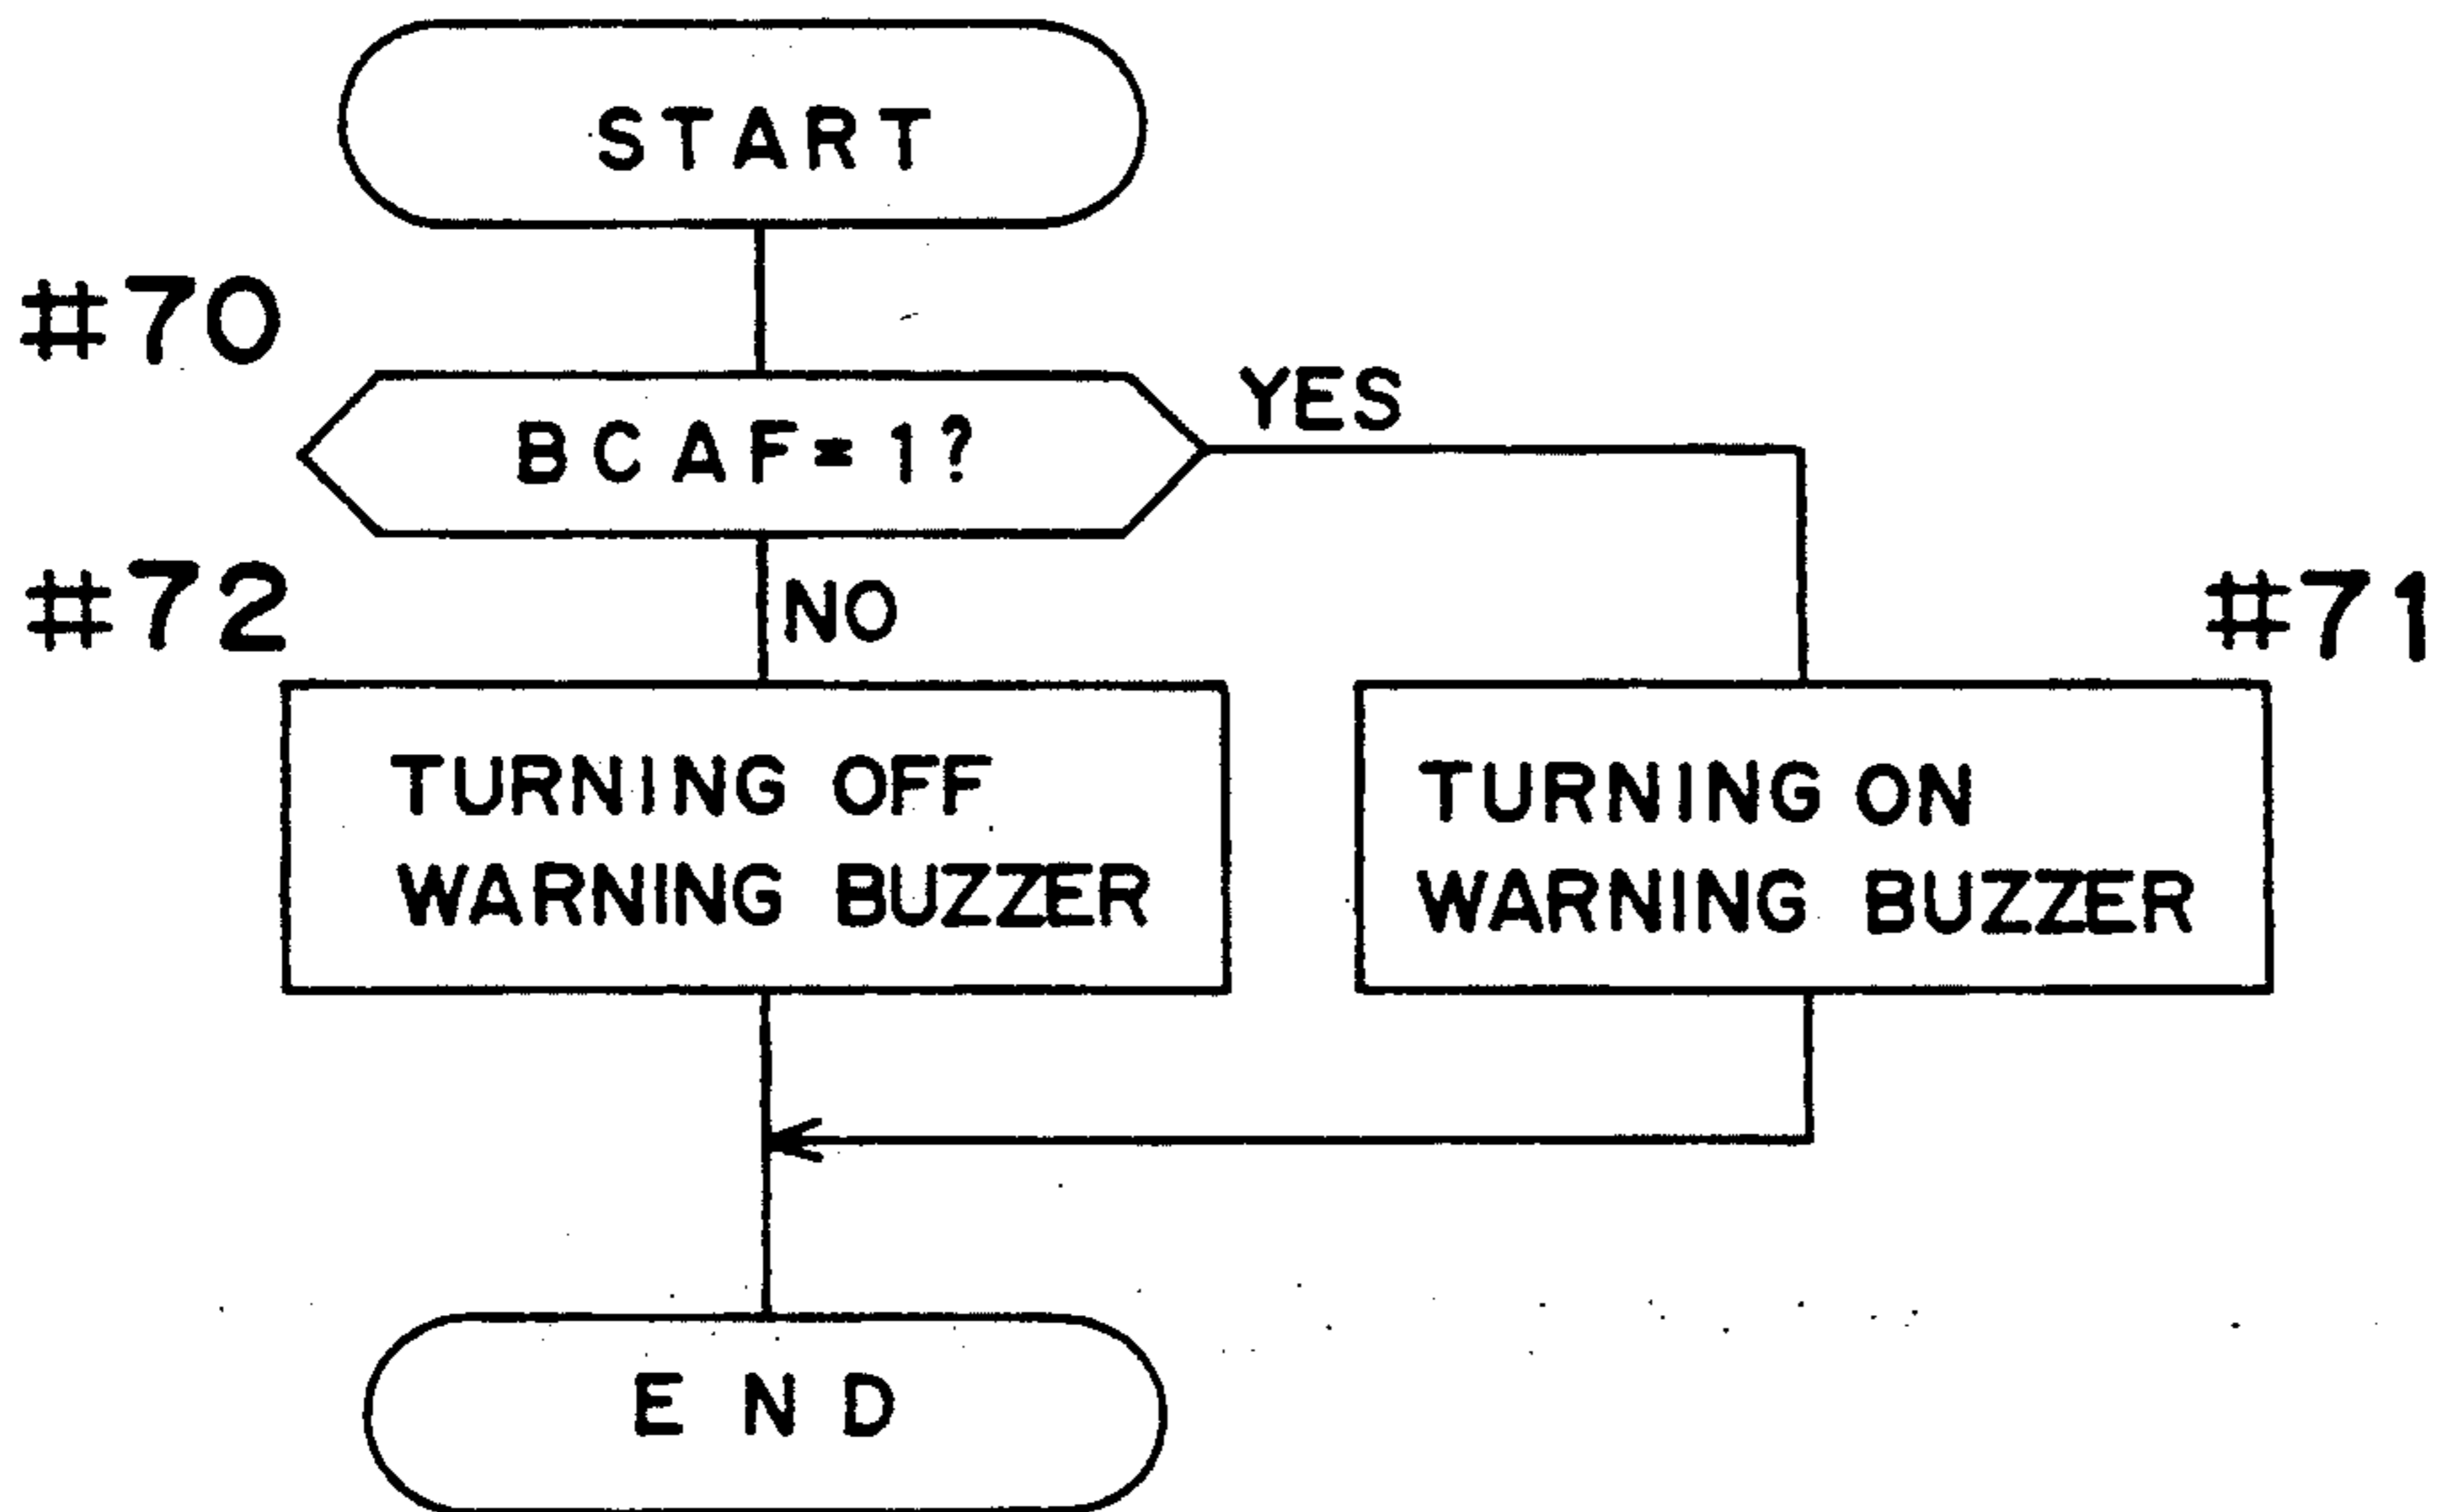 START
#70
BCAF=1?
YES
#72
NO
#71
TURNING OFF
WARNING BUZZER
TURNING ON
WARNING BUZZER
END